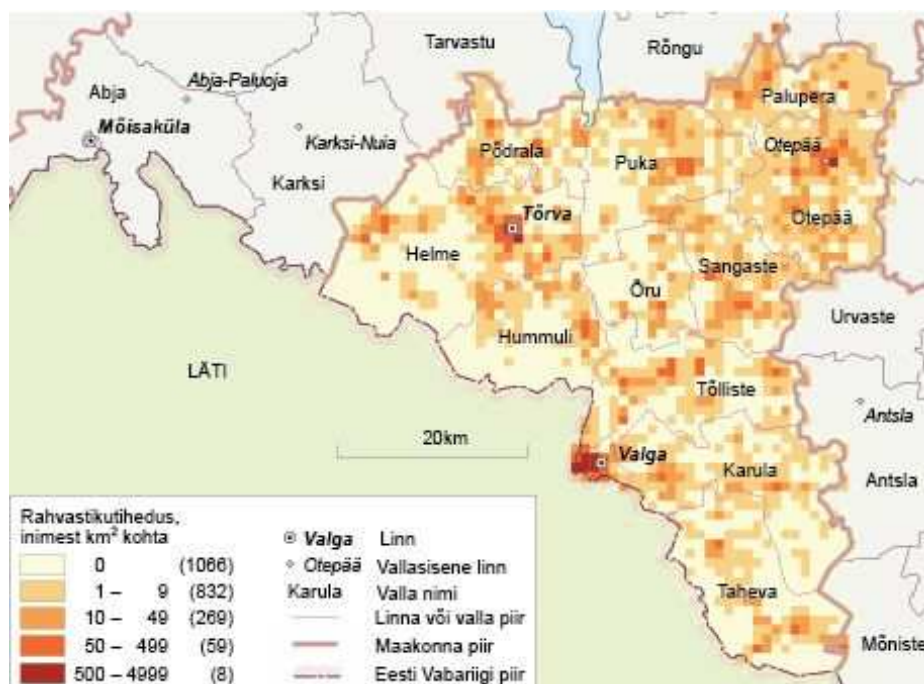 Tarvastu
Rõngu
Abja-Paluoja
Abja
Palupera
Mõisaküla
Karksi-Nuia
Põdrala
Puka
Otepää
Karksi
Tõrva
Otepää
Helme
Sangaste
Õru
Urvaste
Hummuli
LÄTI
Tõlliste
Antsla
20km
Valga
Karula
Antsla
Taheva
Mõniste
Rahvastikutihedus,
inimest km² kohta
0 (1066)
1 – 9 (832)
10 – 49 (269)
50 – 499 (59)
500 – 4999 (8)
Valga Linn
Otepää Vallasisene linn
Karula Valla nimi
Linna või valla piir
Maakonna piir
Eesti Vabariigi piir